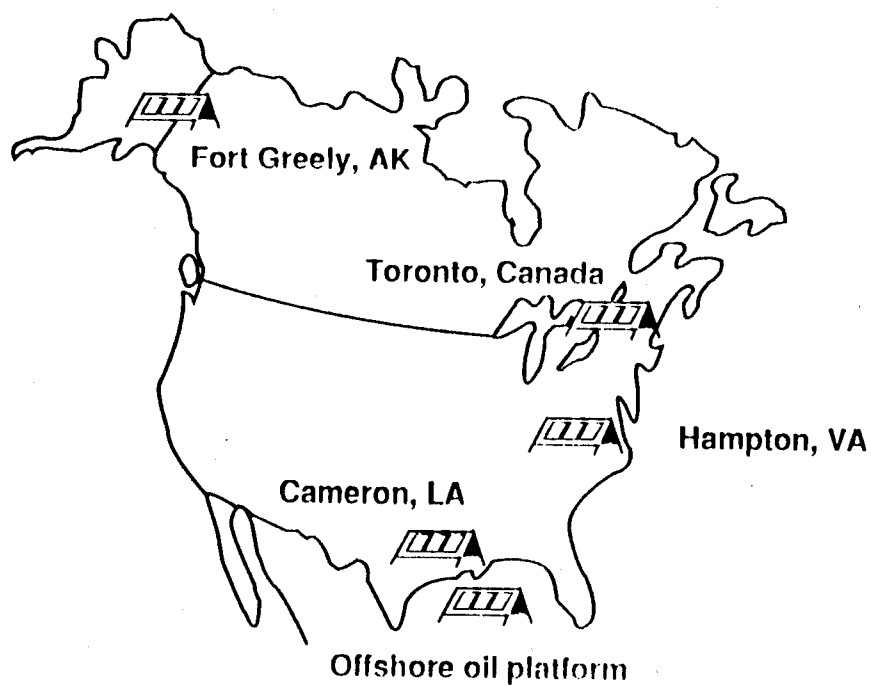 Fort Greely, AK
Toronto, Canada
Hampton, VA
Cameron, LA
Offshore oil platform